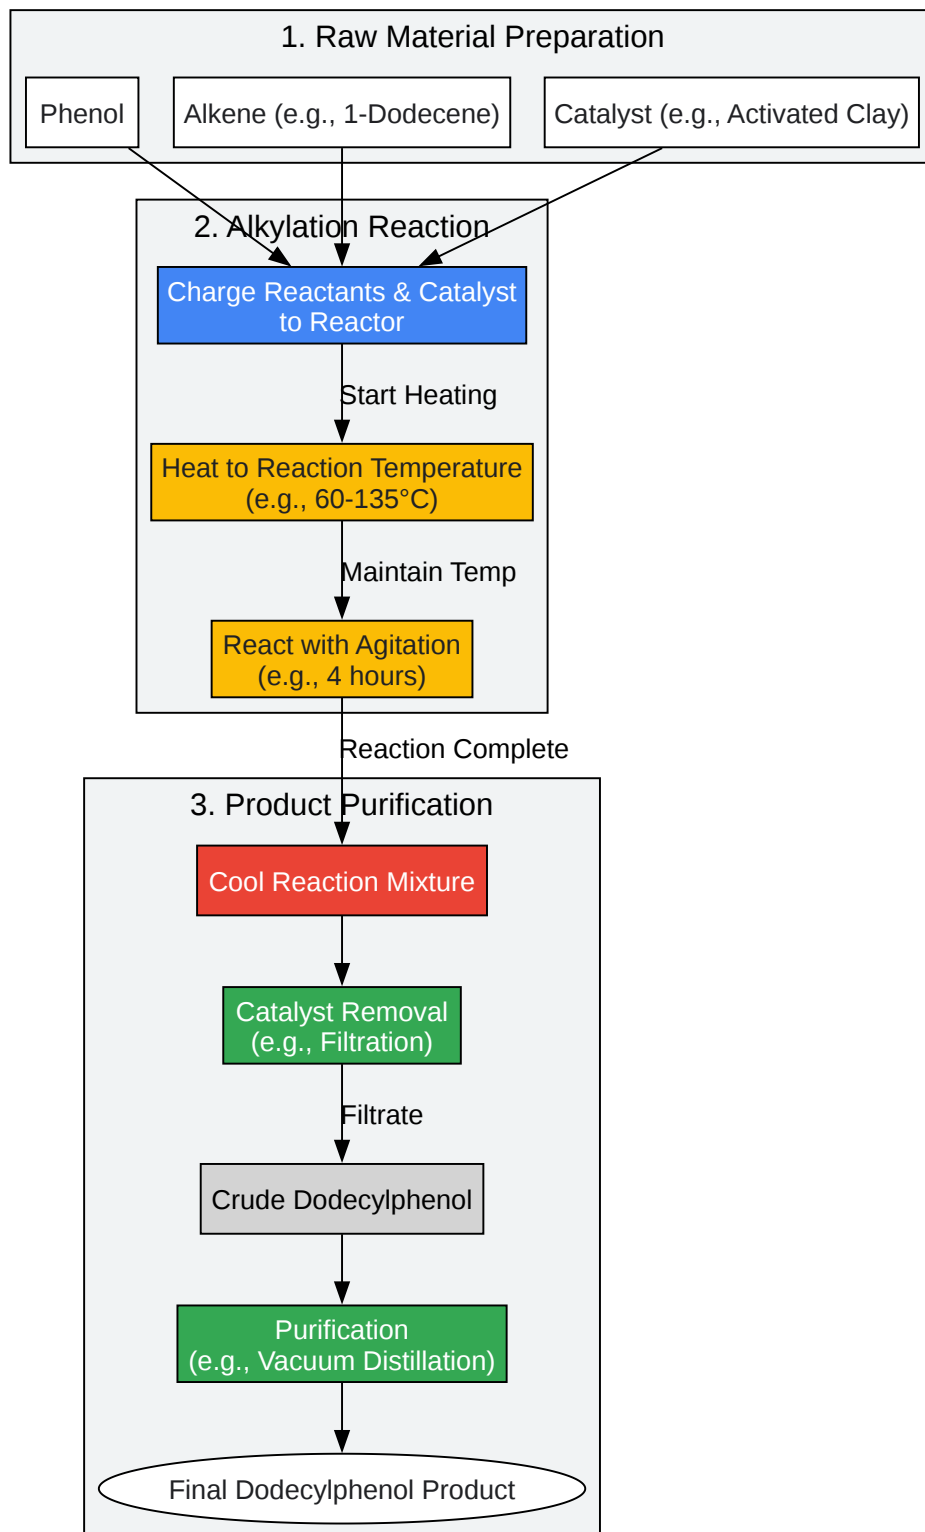 1. Raw Material Preparation
Phenol
Alkene (e.g., 1-Dodecene)
Catalyst (e.g., Activated Clay)
2. Alkylation Reaction
Charge Reactants & Catalyst
to Reactor
Start Heating
Heat to Reaction Temperature
(e.g., 60-135°C)
Maintain Temp
React with Agitation
(e.g., 4 hours)
Reaction Complete
3. Product Purification
Cool Reaction Mixture
Catalyst Removal
(e.g., Filtration)
Filtrate
Crude Dodecylphenol
Purification
(e.g., Vacuum Distillation)
Final Dodecylphenol Product